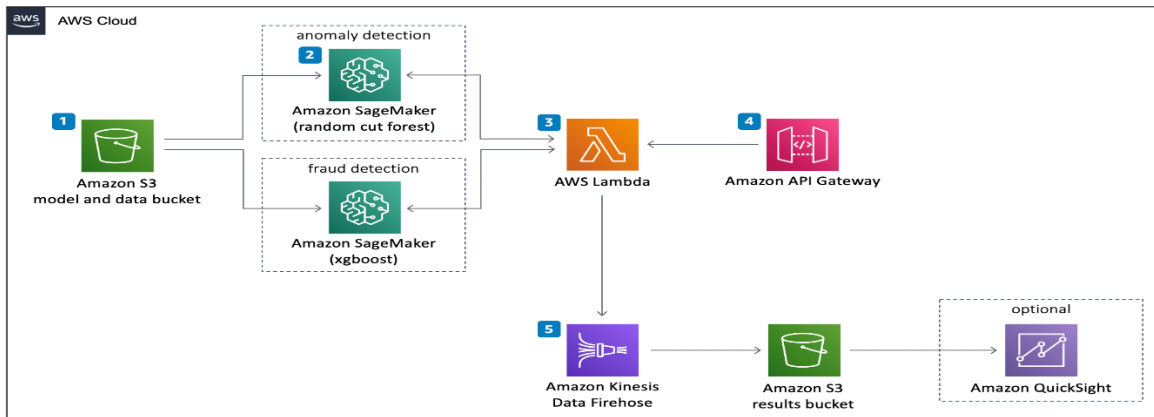 aws
AWS Cloud
anomaly detection
2
Amazon SageMaker
(random cut forest)
1
Amazon S3
model and data bucket
fraud detection
Amazon SageMaker
(xgboost)
3
AWS Lambda
4
</>
Amazon API Gateway
5
Amazon Kinesis
Data Firehose
Amazon S3
results bucket
optional
Amazon QuickSight